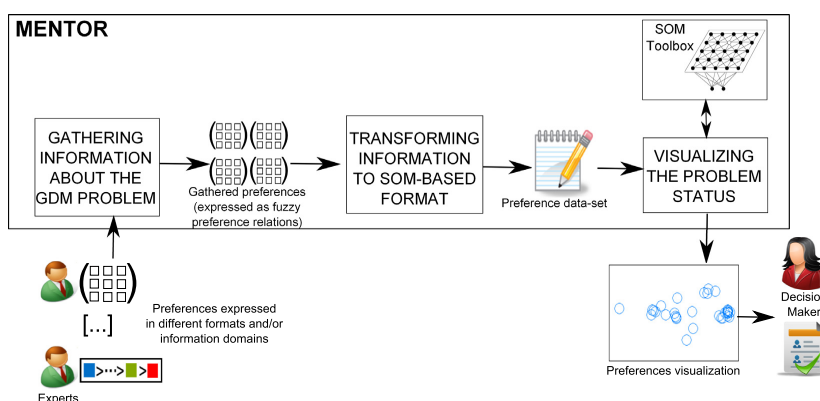 MENTOR
SOM
Toolbox
GATHERING
INFORMATION
ABOUT THE
GDM PROBLEM
Gathered preferences
(expressed as fuzzy
preference relations)
TRANSFORMING
INFORMATION
TO SOM-BASED
FORMAT
Preference data-set
VISUALIZING
THE PROBLEM
STATUS
[...]
Preferences expressed
in different formats and/or
information domains
>...>
>
Experts
Preferences visualization
Decision
Maker